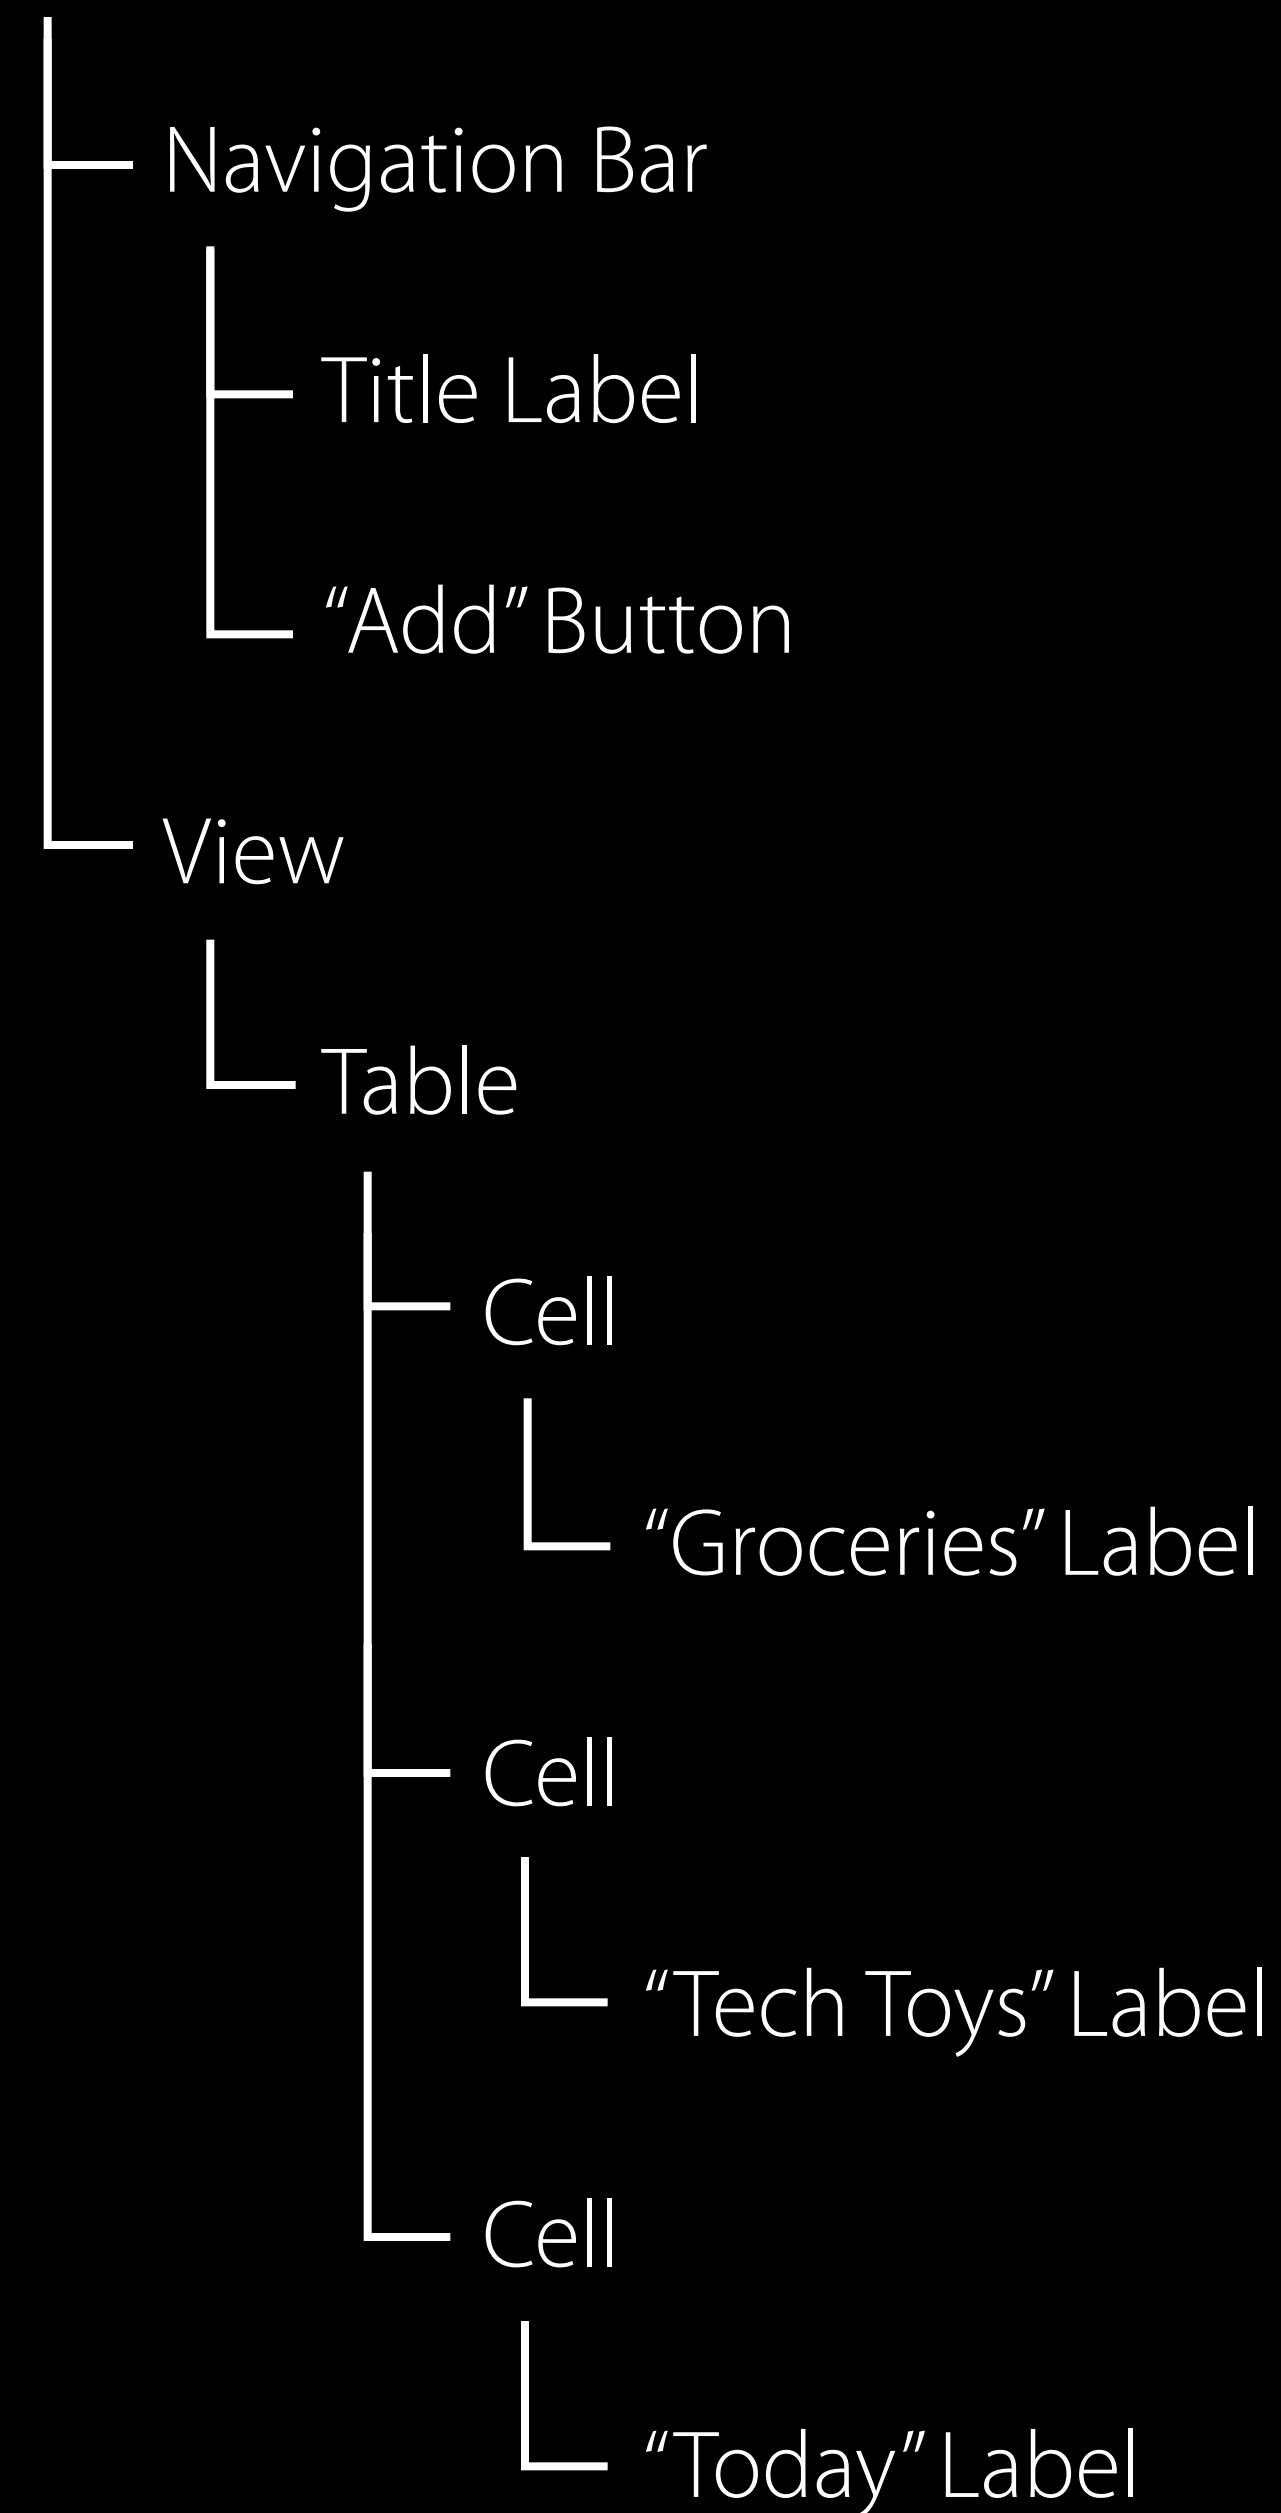 Navigation Bar
Title Label
“Add” Button
View
Table
Cell
“Groceries” Label
Cell
“Tech Toys” Label
Cell
“Today” Label